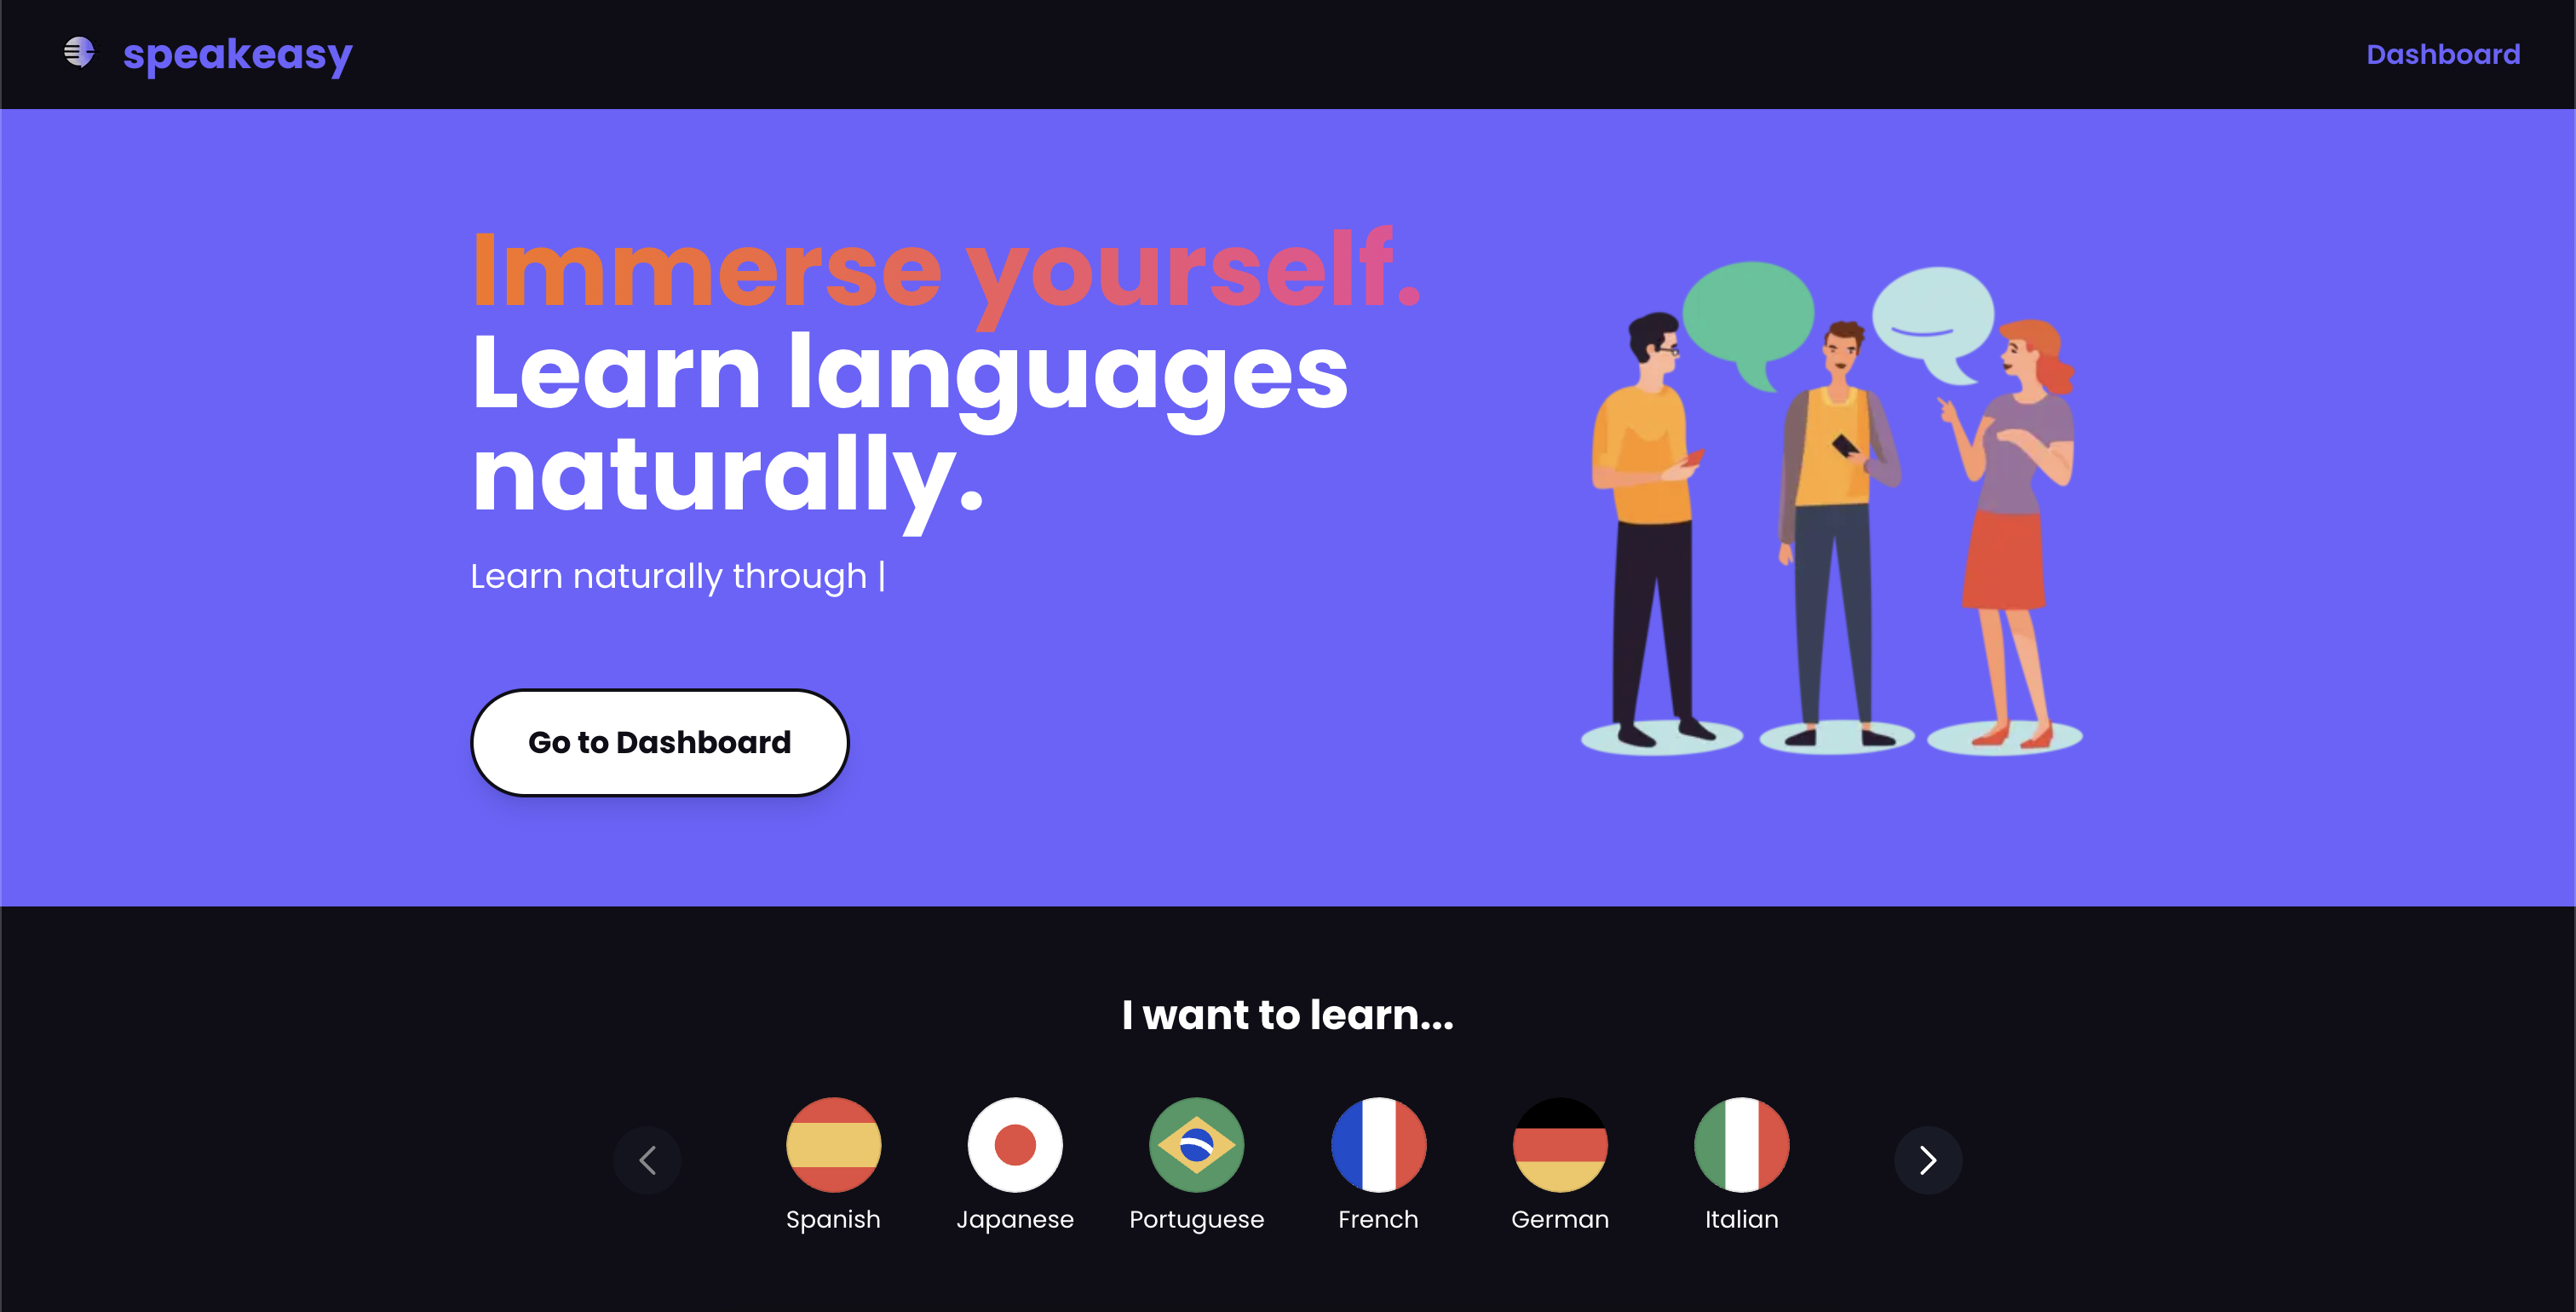 speakeasy
Dashboard
Immerse yourself.
Learn languages
naturally.
Learn naturally through |
Go to Dashboard
I want to learn...
Spanish
Japanese
Portuguese
French
German
Italian